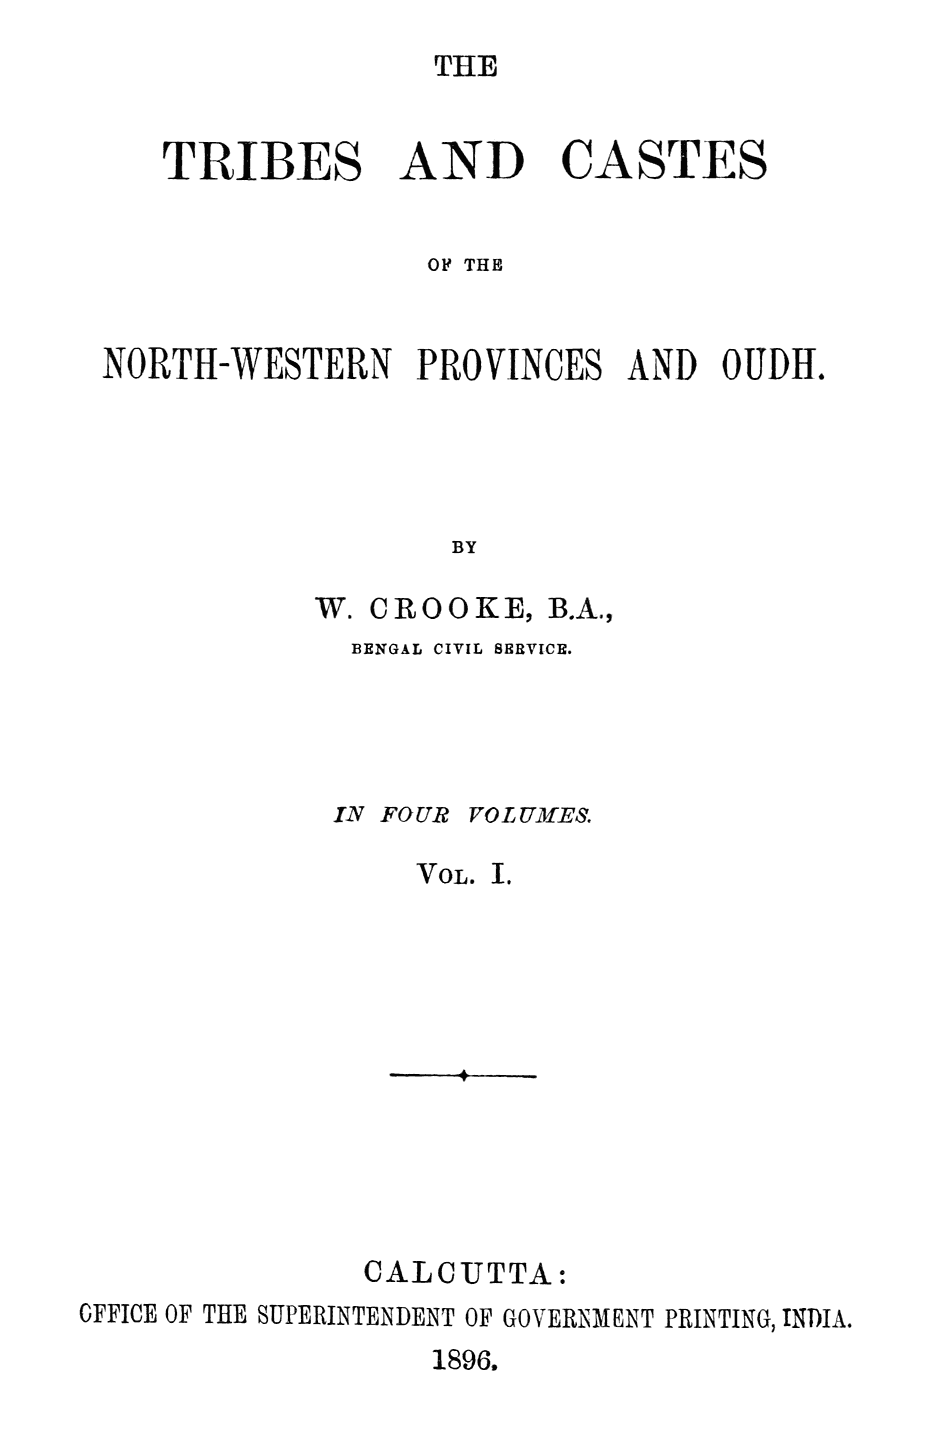 THE
TRIBES AND CASTES
OF THE
NORTH-WESTERN PROVINCES AND OUDH.
BY
W. CROOKE, B.A.,
BENGAL CIVIL SERVICE.
IN FOUR VOLUMES.
VOL. I.
CALCUTTA:
OFFICE OF THE SUPERINTENDENT OF GOVERNMENT PRINTING, INDIA.
1896.